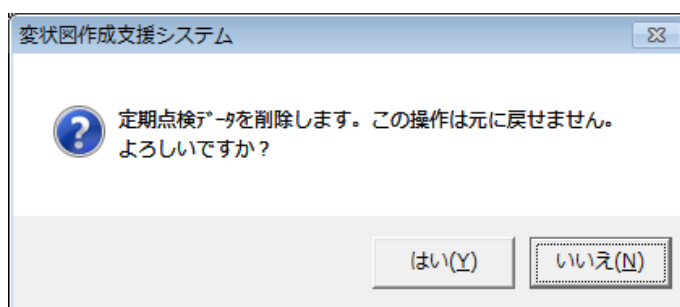 変状図作成支援システム
定期点検ﾃﾞｰﾀを削除します。この操作は元に戻せません。
よろしいですか？
はい(Y)
いいえ(N)